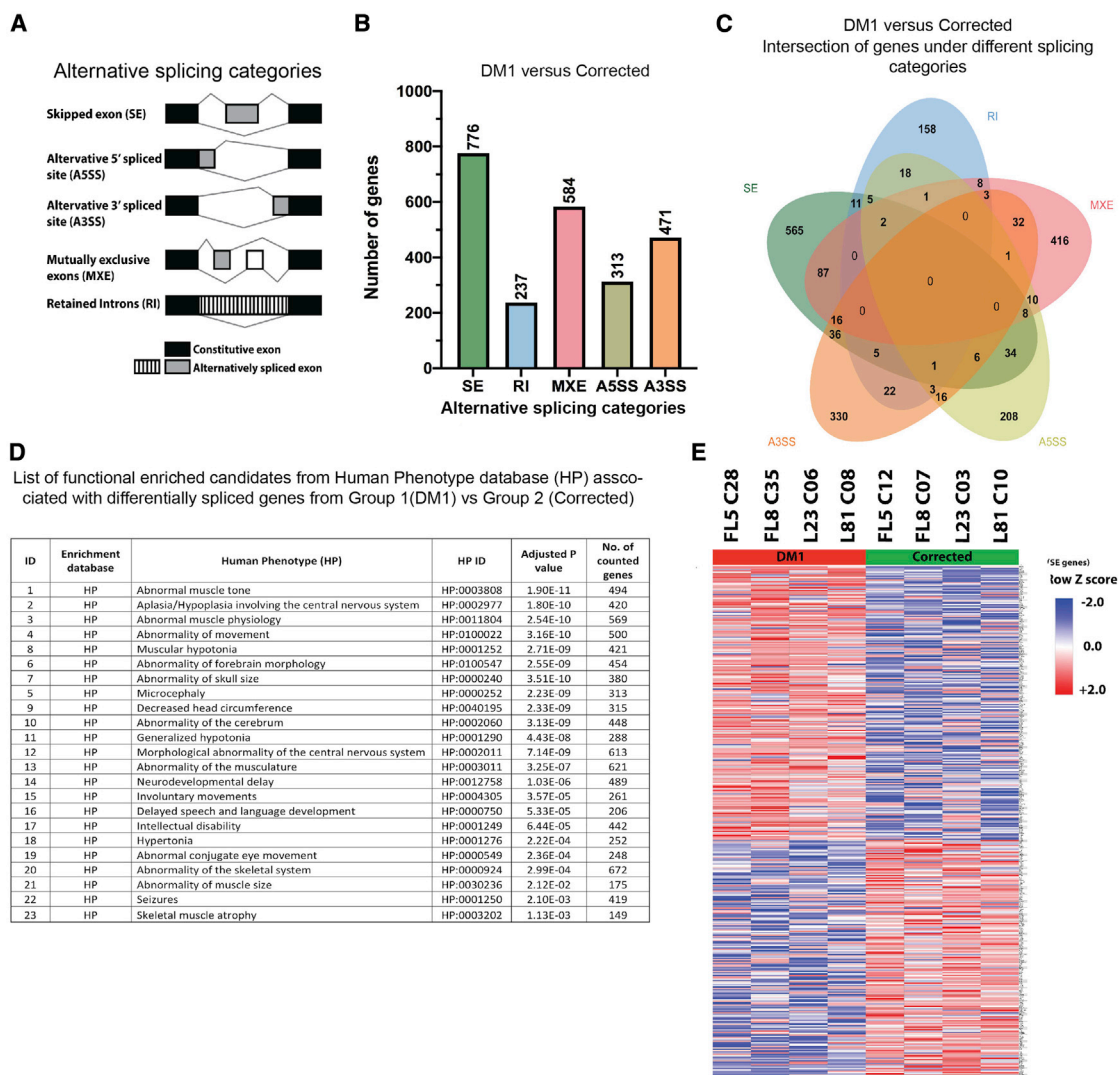 A
Alternative splicing categories
Skipped exon (SE)
Altervative 5' spliced
site (A5SS)
Altervative 3' spliced
site (A3SS)
Mutually exclusive
exons (MXE)
Retained Introns (RI)
Constitutive exon
Alternatively spliced exon
B
DM1 versus Corrected
Number of genes
1000
800
600
400
200
0
776
237
584
313
471
SE RI MXE A5SS A3SS
Alternative splicing categories
C
DM1 versus Corrected
Intersection of genes under different splicing
categories
RI
SE
MXE
A3SS
A5SS
158
18
8
3
1
0
32
416
11
5
2
565
87
0
0
1
10
8
0
0
16
36
5
1
6
34
22
3
16
330
208
D
List of functional enriched candidates from Human Phenotype database (HP) assco-
ciated with differentially spliced genes from Group 1(DM1) vs Group 2 (Corrected)
ID Enrichment database Human Phenotype (HP) HP ID Adjusted P value No. of counted genes
1 HP Abnormal muscle tone HP:0003808 1.90E-11 494
2 HP Aplasia/Hypoplasia involving the central nervous system HP:0002977 1.80E-10 420
3 HP Abnormal muscle physiology HP:0011804 2.54E-10 569
4 HP Abnormality of movement HP:0100022 3.16E-10 500
8 HP Muscular hypotonia HP:0001252 2.71E-09 421
6 HP Abnormality of forebrain morphology HP:0100547 2.55E-09 454
7 HP Abnormality of skull size HP:0000240 3.51E-10 380
5 HP Microcephaly HP:0000252 2.23E-09 313
9 HP Decreased head circumference HP:0040195 2.33E-09 315
10 HP Abnormality of the cerebrum HP:0002060 3.13E-09 448
11 HP Generalized hypotonia HP:0001290 4.43E-08 288
12 HP Morphological abnormality of the central nervous system HP:0002011 7.14E-09 613
13 HP Abnormality of the musculature HP:0003011 3.25E-07 621
14 HP Neurodevelopmental delay HP:0012758 1.03E-06 489
15 HP Involuntary movements HP:0004305 3.57E-05 261
16 HP Delayed speech and language development HP:0000750 5.33E-05 206
17 HP Intellectual disability HP:0001249 6.44E-05 442
18 HP Hypertonia HP:0001276 2.22E-04 252
19 HP Abnormal conjugate eye movement HP:0000549 2.36E-04 248
20 HP Abnormality of the skeletal system HP:0000924 2.99E-04 672
21 HP Abnormality of muscle size HP:0030236 2.12E-02 175
22 HP Seizures HP:0001250 2.10E-03 419
23 HP Skeletal muscle atrophy HP:0003202 1.13E-03 149
E
FL5 C28
FL8 C35
L23 C06
L81 C08
FL5 C12
FL8 C07
L23 C03
L81 C10
DM1 Corrected
SE genes)
Row Z score
-2.0
0.0
+2.0